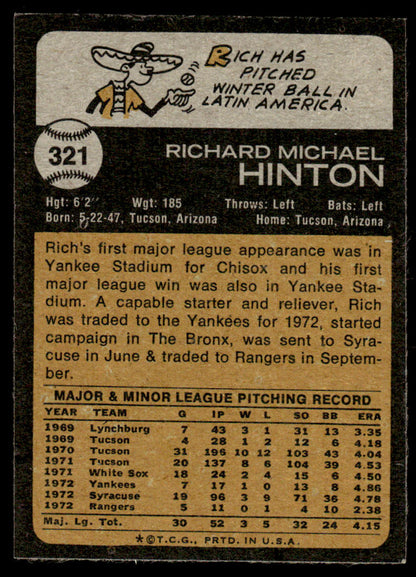 RICH HAS
PITCHED
WINTER BALL IN
LATIN AMERICA.
321
RICHARD MICHAEL
HINTON
Hgt: 6'2" Wgt: 185 Throws: Left Bats: Left
Born: 5-22-47, Tucson, Arizona Home: Tucson, Arizona
Rich's first major league appearance was in
Yankee Stadium for Chisox and his first
major league win was also in Yankee Sta-
dium. A capable starter and reliever, Rich
was traded to the Yankees for 1972, started
campaign in The Bronx, was sent to Syra-
cuse in June & traded to Rangers in Septem-
ber.
MAJOR & MINOR LEAGUE PITCHING RECORD
YEAR TEAM G IP W L SO BB ERA
1969 Lynchburg 7 43 3 1 31 13 3.35
1969 Tucson 4 28 1 2 12 6 4.18
1970 Tucson 31 196 10 12 103 43 4.04
1971 Tucson 20 137 8 6 104 39 4.53
1971 White Sox 18 24 2 4 15 6 4.50
1972 Yankees 7 17 1 0 13 8 4.86
1972 Syracuse 19 96 3 9 71 36 4.78
1972 Rangers 5 11 0 1 4 10 2.38
Maj. Lg. Tot. 30 52 3 5 32 24 4.15
*©T.C.G., PRTD. IN U.S.A.